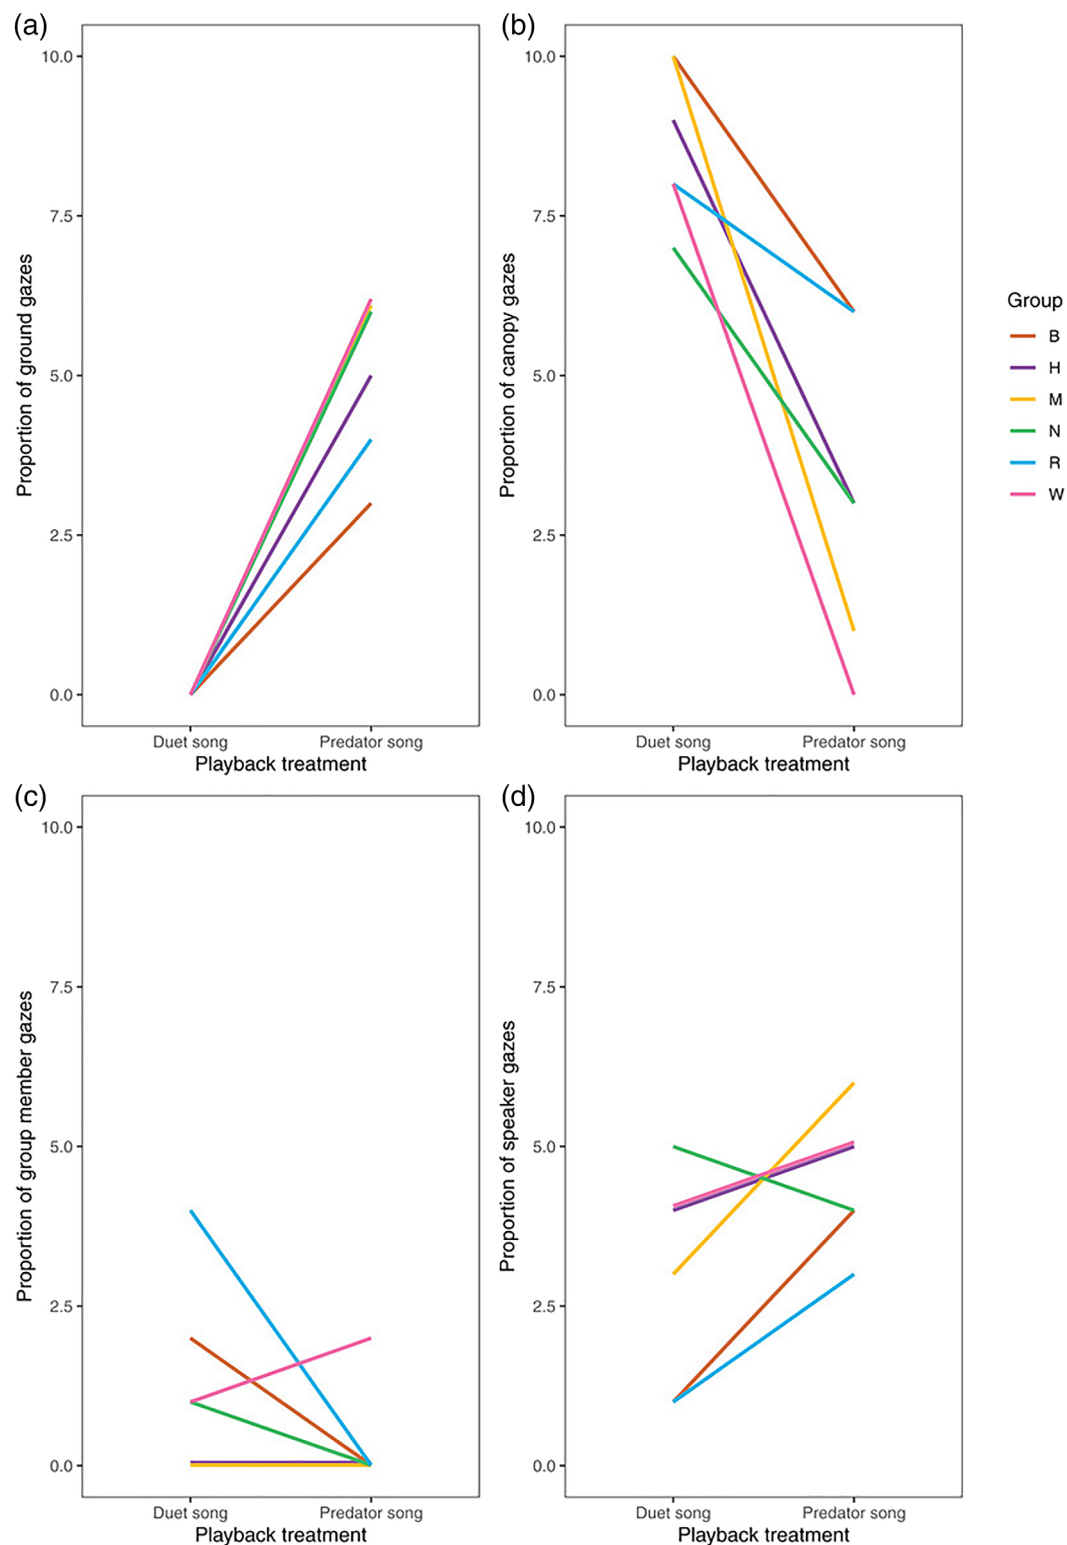 (a)
Proportion of ground gazes
10.0
7.5
5.0
2.5
0.0
Duet song Predator song
Playback treatment
(b)
Proportion of canopy gazes
10.0
7.5
5.0
2.5
0.0
Duet song Predator song
Playback treatment
Group
B
H
M
N
R
W
(c)
Proportion of group member gazes
10.0
7.5
5.0
2.5
0.0
Duet song Predator song
Playback treatment
(d)
Proportion of speaker gazes
10.0
7.5
5.0
2.5
0.0
Duet song Predator song
Playback treatment